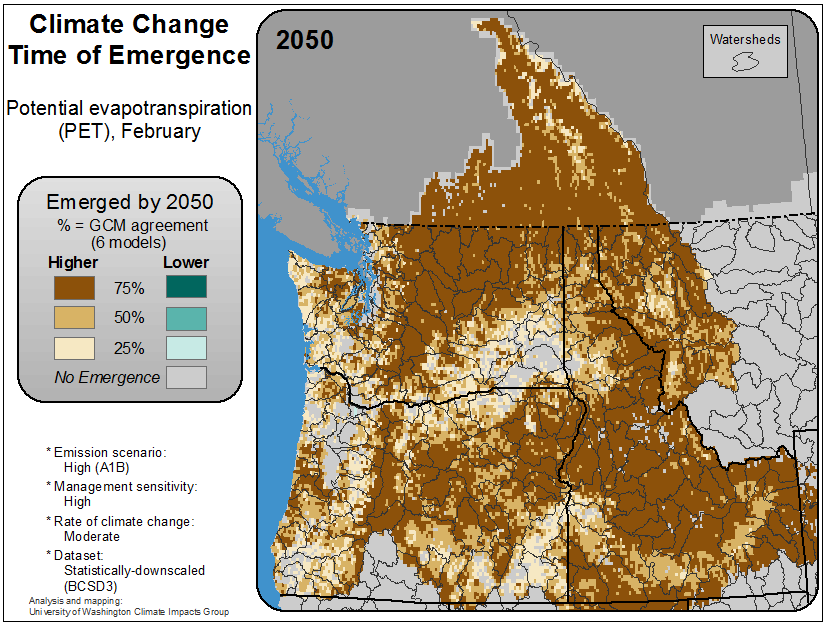 Climate Change
Time of Emergence
Potential evapotranspiration
(PET), February
Emerged by 2050
% = GCM agreement
(6 models)
Higher Lower
75%
50%
25%
No Emergence
* Emission scenario:
High (A1B)
* Management sensitivity:
High
* Rate of climate change:
Moderate
* Dataset:
Statistically-downscaled
(BCSD3)
Analysis and mapping:
University of Washington Climate Impacts Group
2050
Watersheds